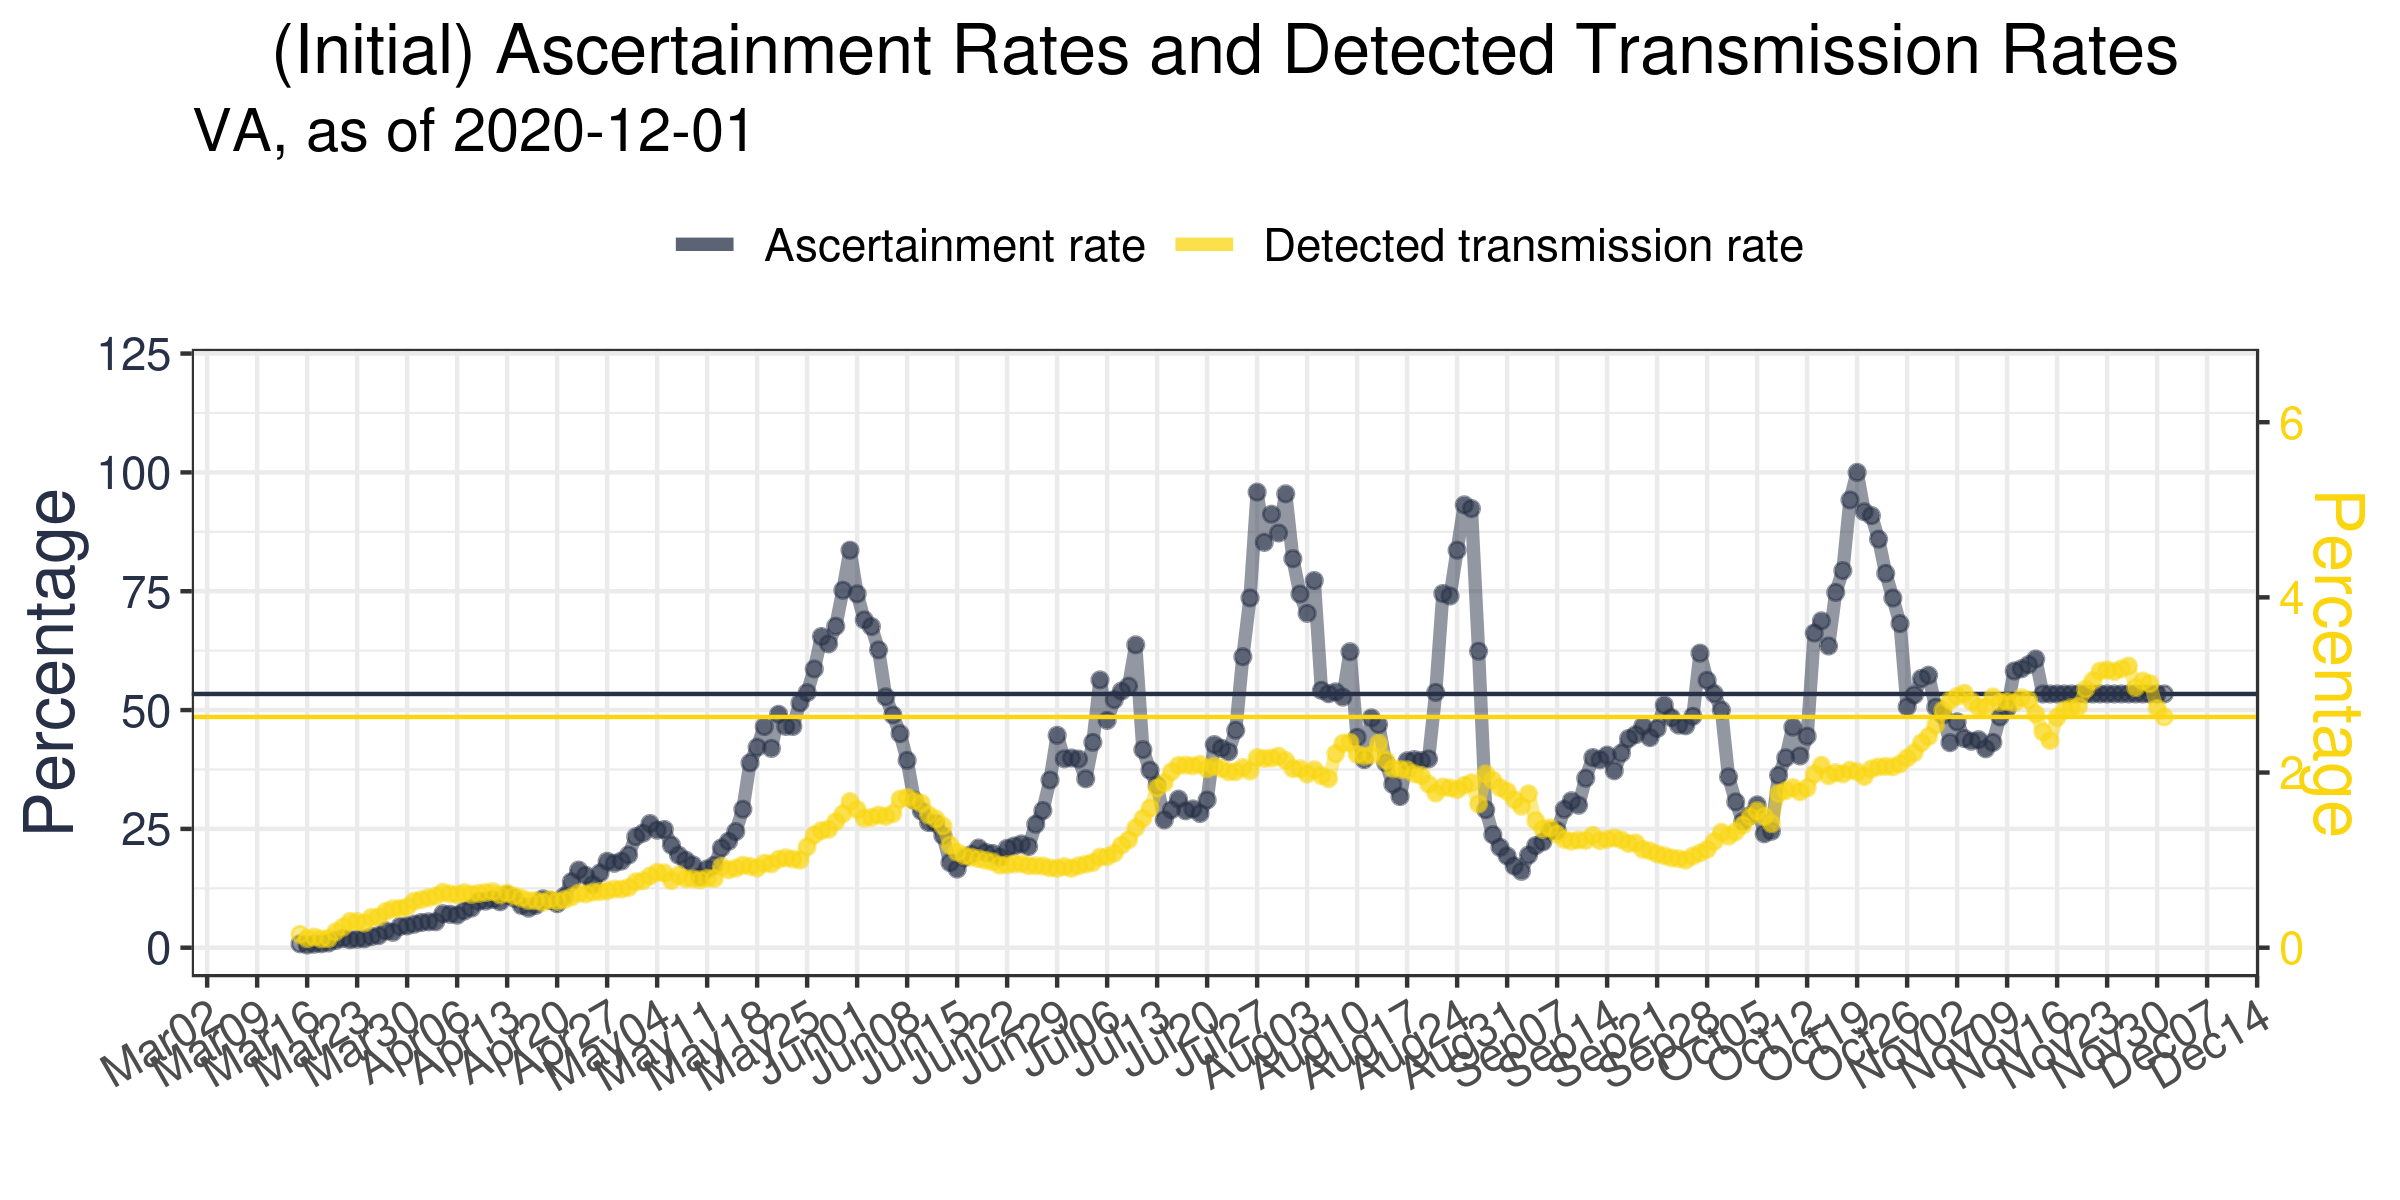 (Initial) Ascertainment Rates and Detected Transmission Rates
VA, as of 2020-12-01
Ascertainment rate
Detected transmission rate
Percentage
125
100
75
50
25
0
6
4
2
0
Percentage
Mar02
Mar09
Mar16
Mar23
Mar30
Apr06
Apr13
Apr20
Apr27
May04
May11
May18
May25
Jun01
Jun08
Jun15
Jun22
Jun29
Jul06
Jul13
Jul20
Jul27
Aug03
Aug10
Aug17
Aug24
Aug31
Sep07
Sep14
Sep21
Sep28
Oct05
Oct12
Oct19
Oct26
Nov02
Nov09
Nov16
Nov23
Nov30
Dec07
Dec14